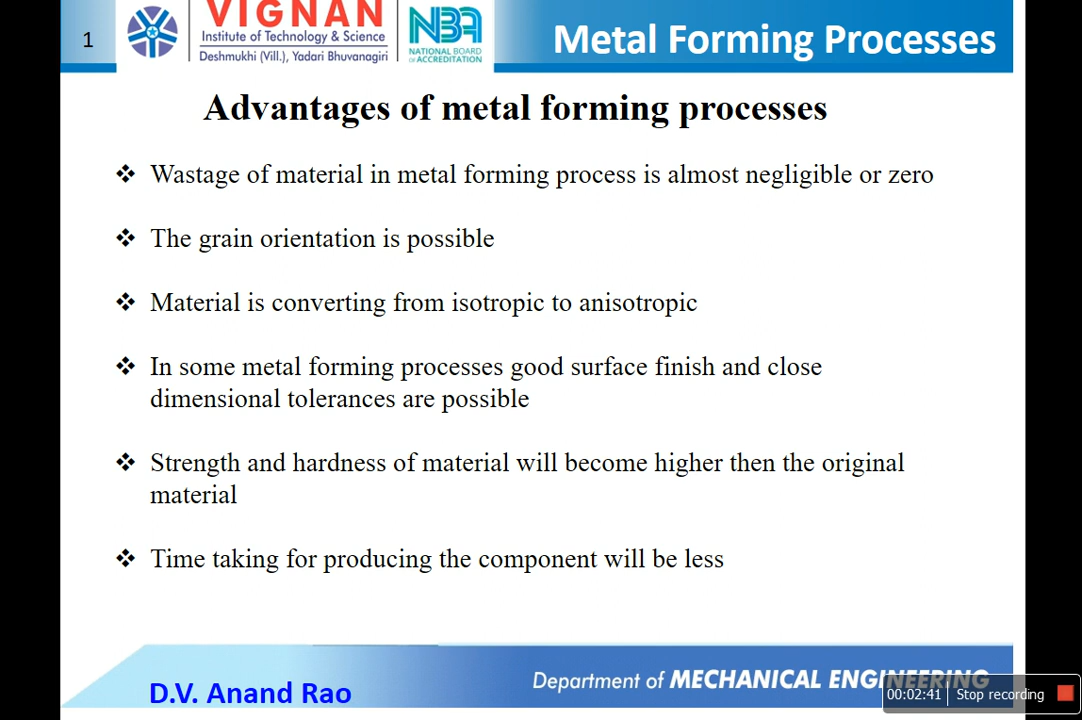 1
VIGNAN
Institute of Technology & Science
Deshmukhi (Vill.), Yadari Bhuvanagiri
NBA
NATIONAL BOARD
OF ACCREDITATION
Metal Forming Processes
Advantages of metal forming processes
❖ Wastage of material in metal forming process is almost negligible or zero
❖ The grain orientation is possible
❖ Material is converting from isotropic to anisotropic
❖ In some metal forming processes good surface finish and close
dimensional tolerances are possible
❖ Strength and hardness of material will become higher then the original
material
❖ Time taking for producing the component will be less
D.V. Anand Rao
Department of MECHANICAL ENGINEERING
00:02:41 Stop recording